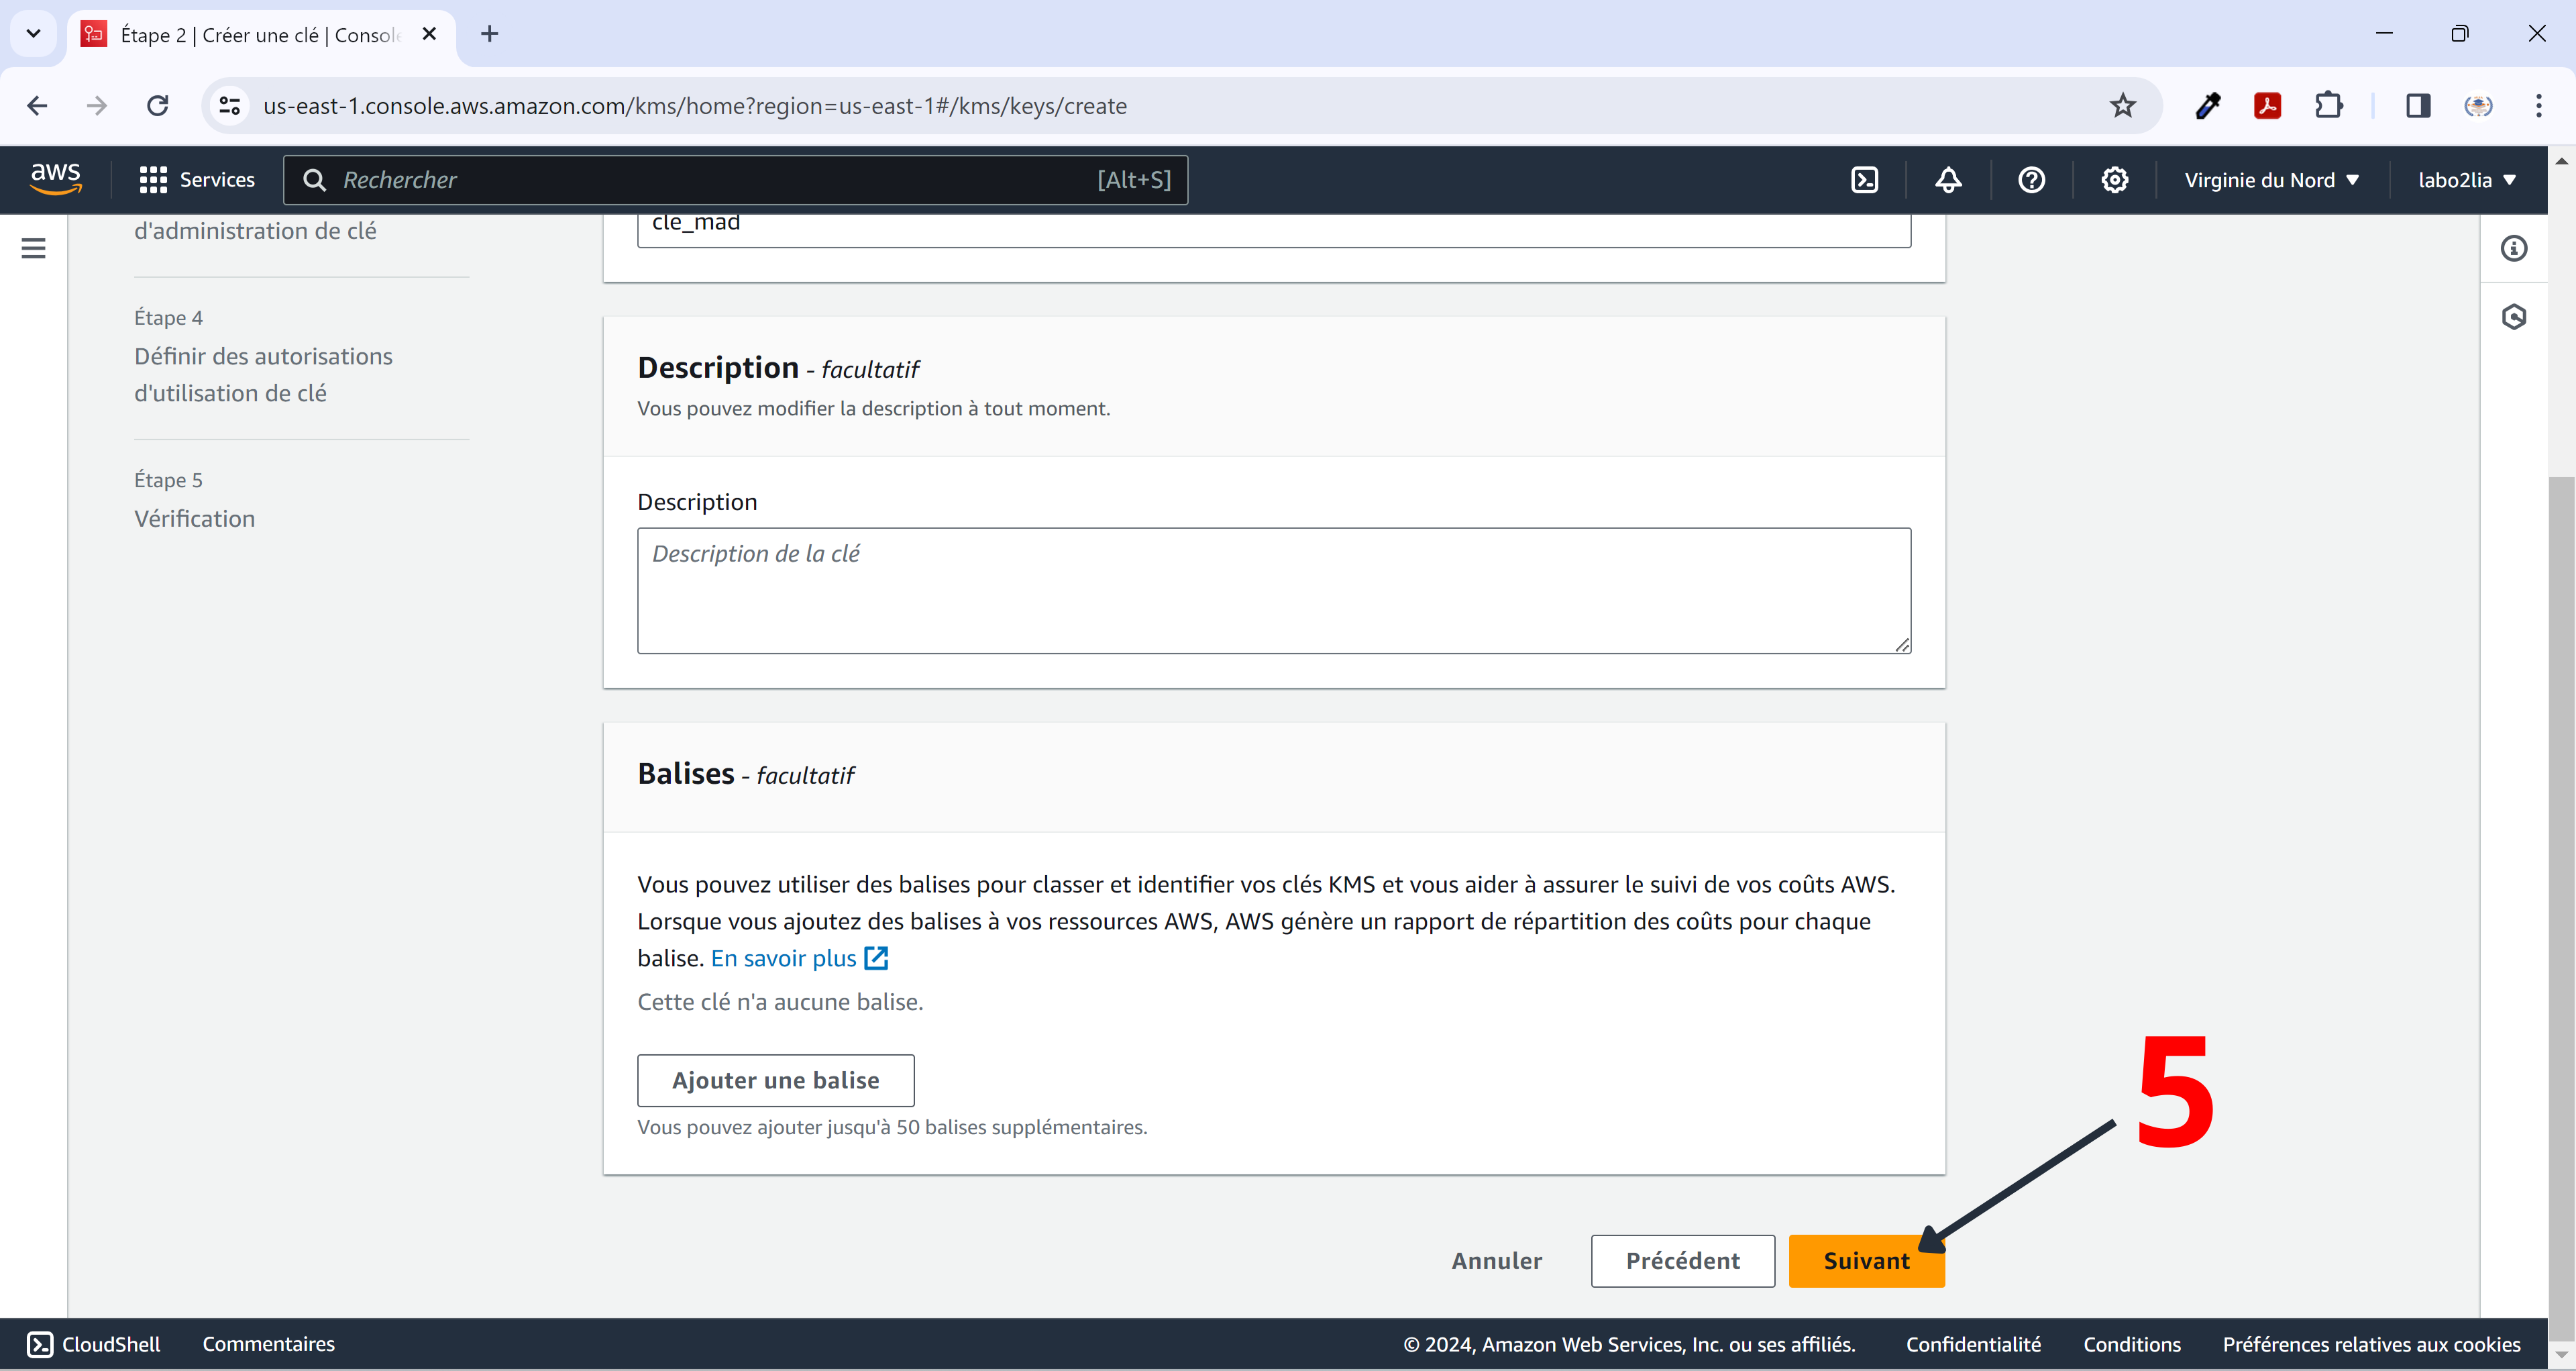 Étape 2 | Créer une clé | Console
us-east-1.console.aws.amazon.com/kms/home?region=us-east-1#/kms/keys/create
aws
Services
Rechercher
[Alt+S]
Virginie du Nord
labo2lia
d'administration de clé
Étape 4
Définir des autorisations
d'utilisation de clé
Étape 5
Vérification
cle_mad
Description - facultatif
Vous pouvez modifier la description à tout moment.
Description
Description de la clé
Balises - facultatif
Vous pouvez utiliser des balises pour classer et identifier vos clés KMS et vous aider à assurer le suivi de vos coûts AWS.
Lorsque vous ajoutez des balises à vos ressources AWS, AWS génère un rapport de répartition des coûts pour chaque
balise. En savoir plus
Cette clé n'a aucune balise.
Ajouter une balise
Vous pouvez ajouter jusqu'à 50 balises supplémentaires.
5
Annuler
Précédent
Suivant
CloudShell
Commentaires
© 2024, Amazon Web Services, Inc. ou ses affiliés.
Confidentialité
Conditions
Préférences relatives aux cookies